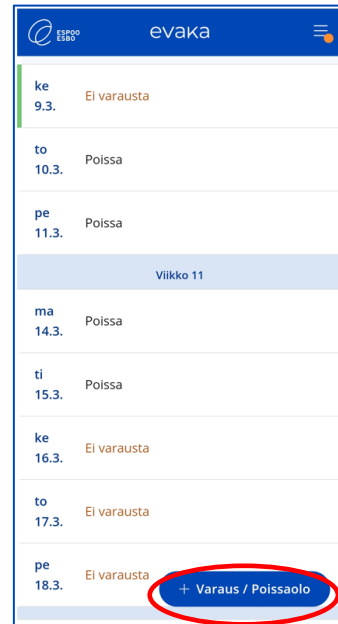 ESPOO
ESBO
evaka
ke
9.3.
Ei varausta
to
10.3.
Poissa
pe
11.3.
Poissa
Viikko 11
ma
14.3.
Poissa
ti
15.3.
Poissa
ke
16.3.
Ei varausta
to
17.3.
Ei varausta
pe
18.3.
Ei varausta
+ Varaus / Poissaolo